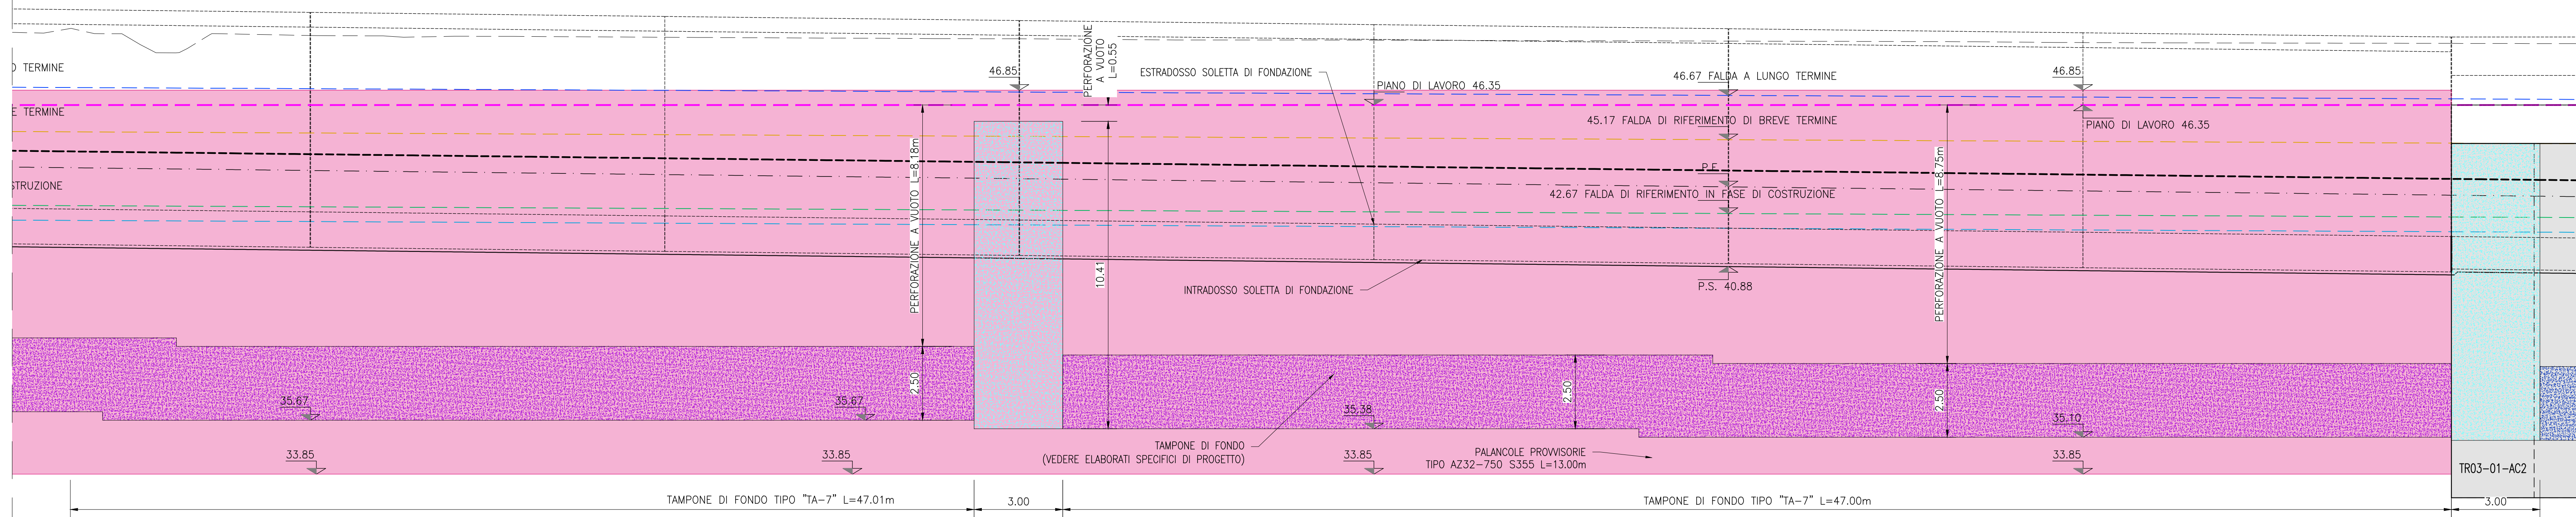 O TERMINE
E TERMINE
STRUZIONE
46.85
PERFORAZIONE
A VUOTO
L=0.55
ESTRADOSSO SOLETTA DI FONDAZIONE
PIANO DI LAVORO 46.35
46.67 FALDA A LUNGO TERMINE
46.85
45.17 FALDA DI RIFERIMENTO DI BREVE TERMINE
PIANO DI LAVORO 46.35
PERFORAZIONE A VUOTO L=8.18m
P.F.
PERFORAZIONE A VUOTO L=8.75m
42.67 FALDA DI RIFERIMENTO IN FASE DI COSTRUZIONE
10.41
INTRADOSSO SOLETTA DI FONDAZIONE
P.S. 40.88
2.50
2.50
2.50
35.67
35.67
35.38
35.10
TAMPONE DI FONDO
(VEDERE ELABORATI SPECIFICI DI PROGETTO)
PALANCOLE PROVVISORIE
TIPO AZ32-750 S355 L=13.00m
33.85
33.85
33.85
33.85
TR03-01-AC2
TAMPONE DI FONDO TIPO "TA-7" L=47.01m
3.00
TAMPONE DI FONDO TIPO "TA-7" L=47.00m
3.00